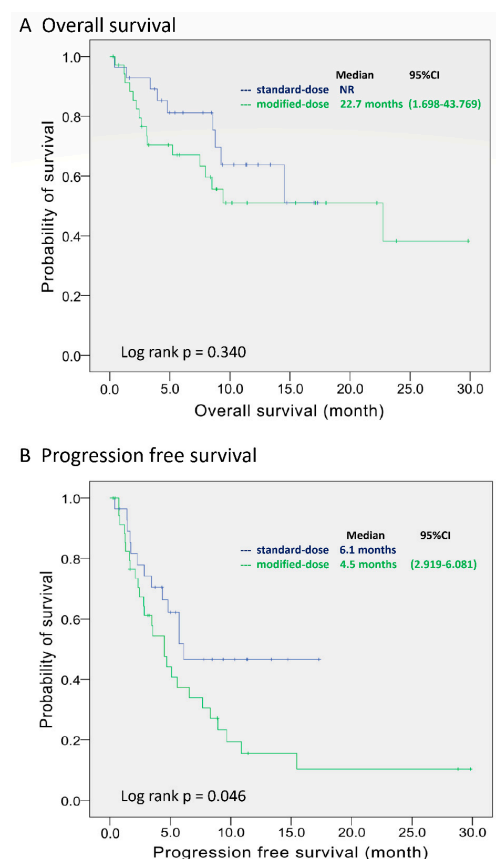 A Overall survival
Median 95%CI
--- standard-dose NR
--- modified-dose 22.7 months (1.698-43.769)
1.0
0.8
0.6
0.4
0.2
0.0
Probability of survival
Log rank p = 0.340
0.0 5.0 10.0 15.0 20.0 25.0 30.0
Overall survival (month)
B Progression free survival
Median 95%CI
--- standard-dose 6.1 months
--- modified-dose 4.5 months (2.919-6.081)
1.0
0.8
0.6
0.4
0.2
0.0
Probability of survival
Log rank p = 0.046
0.0 5.0 10.0 15.0 20.0 25.0 30.0
Progression free survival (month)